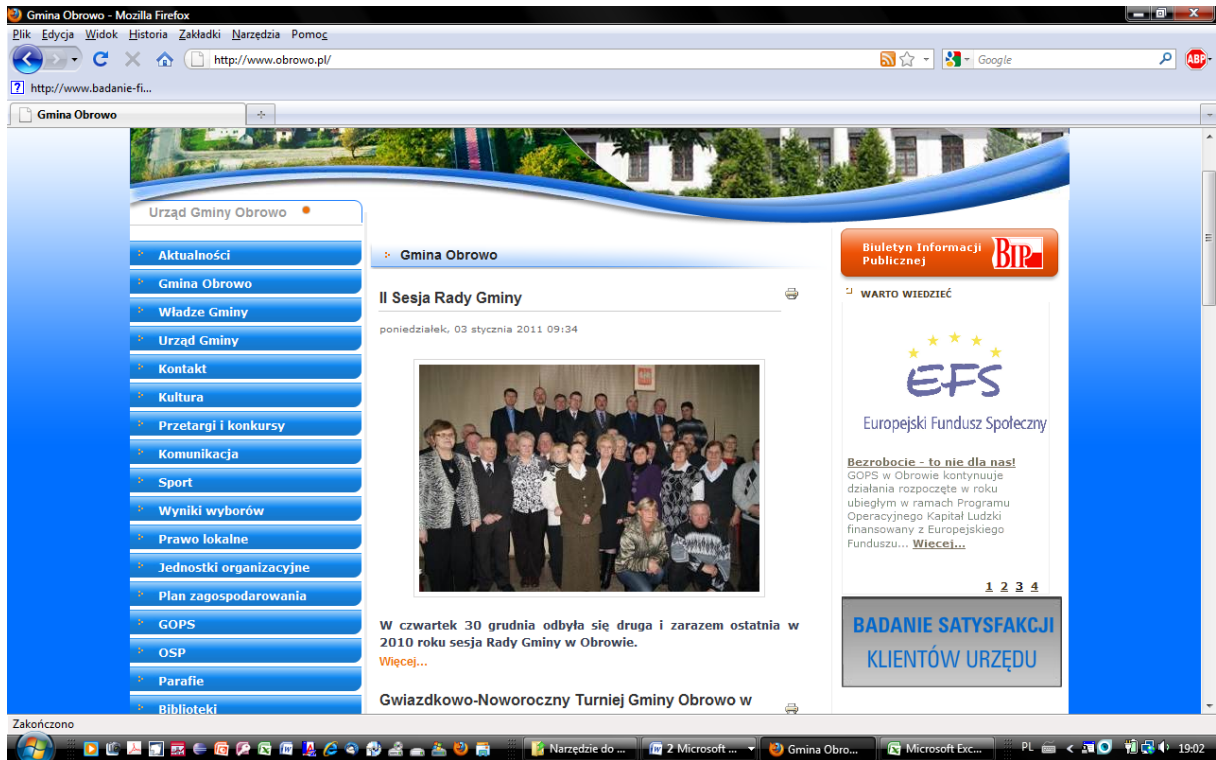 Gmina Obrowo - Mozilla Firefox
Plik Edycja Widok Historia Zakładki Narzędzia Pomoc
http://www.obrowo.pl/
Google
ABP
? http://www.badanie-fi...
Gmina Obrowo
Urząd Gminy Obrowo
Aktualności
Gmina Obrowo
Władze Gminy
Urząd Gminy
Kontakt
Kultura
Przetargi i konkursy
Komunikacja
Sport
Wyniki wyborów
Prawo lokalne
Jednostki organizacyjne
Plan zagospodarowania
GOPS
OSP
Parafie
Biblioteki
Gmina Obrowo
II Sesja Rady Gminy
poniedziałek, 03 stycznia 2011 09:34
W czwartek 30 grudnia odbyła się druga i zarazem ostatnia w
2010 roku sesja Rady Gminy w Obrowie.
Więcej...
Gwiazdkowo-Noworoczny Turniej Gminy Obrowo w
Biuletyn Informacji
Publicznej
BIP
WARTO WIEDZIEĆ
EFS
Europejski Fundusz Społeczny
Bezrobocie - to nie dla nas!
GOPS w Obrowie kontynuuje
działania rozpoczęte w roku
ubiegłym w ramach Programu
Operacyjnego Kapitał Ludzki
finansowany z Europejskiego
Funduszu... Więcej...
1 2 3 4
BADANIE SATYSFAKCJI
KLIENTÓW URZĘDU
Zakończono
Narzędzie do ...
2 Microsoft ...
Gmina Obro...
Microsoft Exc...
PL
19:02